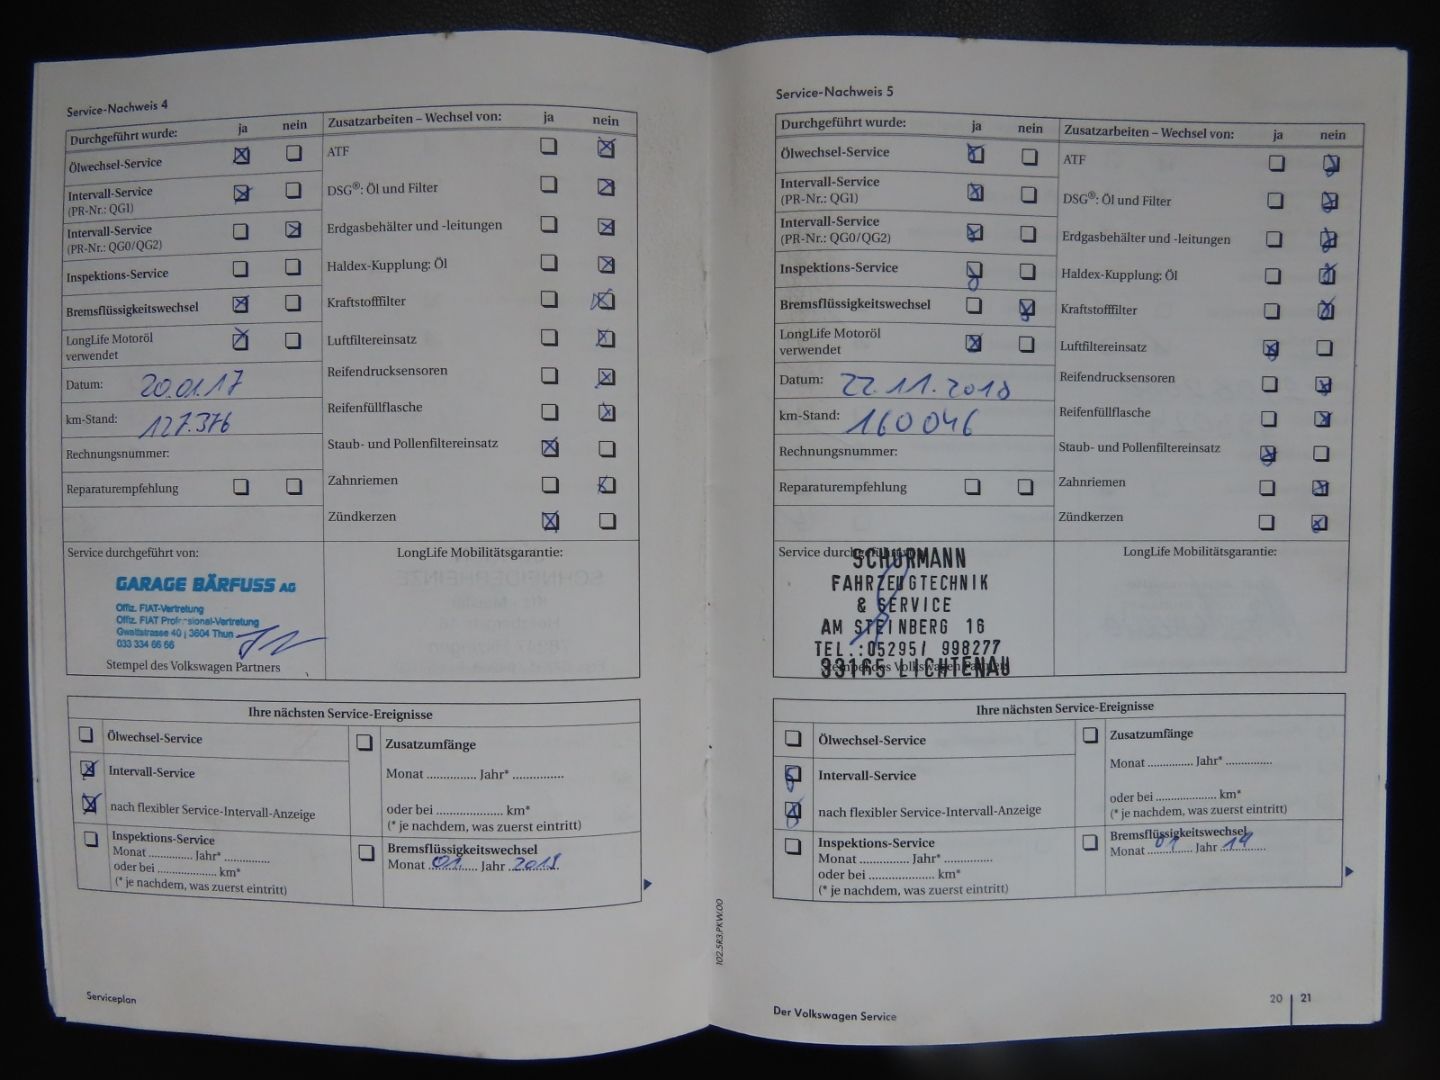 Service-Nachweis 4
Durchgeführt wurde: ja nein
Ölwechsel-Service
Intervall-Service
(PR-Nr.: QG1)
Intervall-Service
(PR-Nr.: QG0/QG2)
Inspektions-Service
Bremsflüssigkeitswechsel
LongLife Motoröl
verwendet
Datum: 20.01.17
km-Stand: 127.376
Rechnungsnummer:
Reparaturempfehlung
Zusatzarbeiten – Wechsel von: ja nein
ATF
DSG®: Öl und Filter
Erdgasbehälter und -leitungen
Haldex-Kupplung: Öl
Kraftstofffilter
Luftfiltereinsatz
Reifendrucksensoren
Reifenfüllflasche
Staub- und Pollenfiltereinsatz
Zahnriemen
Zündkerzen
Service durchgeführt von:
GARAGE BÄRFUSS AG
Offiz. FIAT-Vertretung
Offiz. FIAT Professional-Vertretung
Gwattstrasse 40 | 3604 Thun
033 334 66 66
Stempel des Volkswagen Partners
LongLife Mobilitätsgarantie:
Ihre nächsten Service-Ereignisse
Ölwechsel-Service
Intervall-Service
nach flexibler Service-Intervall-Anzeige
Inspektions-Service
Monat .............. Jahr* ..............
oder bei .................... km*
(* je nachdem, was zuerst eintritt)
Zusatzumfänge
Monat ............... Jahr* ...............
oder bei .................... km*
(* je nachdem, was zuerst eintritt)
Bremsflüssigkeitswechsel
Monat 01 Jahr 2018
Serviceplan
102.5R3.PKW.00
Service-Nachweis 5
Durchgeführt wurde: ja nein
Ölwechsel-Service
Intervall-Service
(PR-Nr.: QG1)
Intervall-Service
(PR-Nr.: QG0/QG2)
Inspektions-Service
Bremsflüssigkeitswechsel
LongLife Motoröl
verwendet
Datum: 22.11.2018
km-Stand: 160046
Rechnungsnummer:
Reparaturempfehlung
Zusatzarbeiten – Wechsel von: ja nein
ATF
DSG®: Öl und Filter
Erdgasbehälter und -leitungen
Haldex-Kupplung: Öl
Kraftstofffilter
Luftfiltereinsatz
Reifendrucksensoren
Reifenfüllflasche
Staub- und Pollenfiltereinsatz
Zahnriemen
Zündkerzen
Service durchgeführt von:
SCHÜRMANN
FAHRZEUGTECHNIK
& SERVICE
AM STEINBERG 16
TEL.:05295/ 998277
33165 LICHTENAU
Stempel des Volkswagen Partners
LongLife Mobilitätsgarantie:
Ihre nächsten Service-Ereignisse
Ölwechsel-Service
Intervall-Service
nach flexibler Service-Intervall-Anzeige
Inspektions-Service
Monat .............. Jahr* ..............
oder bei .................... km*
(* je nachdem, was zuerst eintritt)
Zusatzumfänge
Monat .............. Jahr* ..............
oder bei .................... km*
(* je nachdem, was zuerst eintritt)
Bremsflüssigkeitswechsel
Monat 01 Jahr 19
Der Volkswagen Service
20 | 21